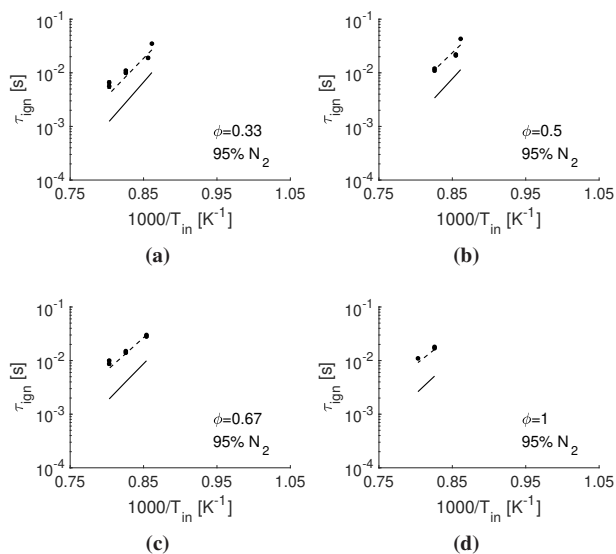 10^-1
10^-2
10^-3
10^-4
τ_ign [s]
ϕ=0.33
95% N_2
0.75 0.85 0.95 1.05
1000/T_in [K^-1]
(a)
10^-1
10^-2
10^-3
10^-4
τ_ign [s]
ϕ=0.5
95% N_2
0.75 0.85 0.95 1.05
1000/T_in [K^-1]
(b)
10^-1
10^-2
10^-3
10^-4
τ_ign [s]
ϕ=0.67
95% N_2
0.75 0.85 0.95 1.05
1000/T_in [K^-1]
(c)
10^-1
10^-2
10^-3
10^-4
τ_ign [s]
ϕ=1
95% N_2
0.75 0.85 0.95 1.05
1000/T_in [K^-1]
(d)